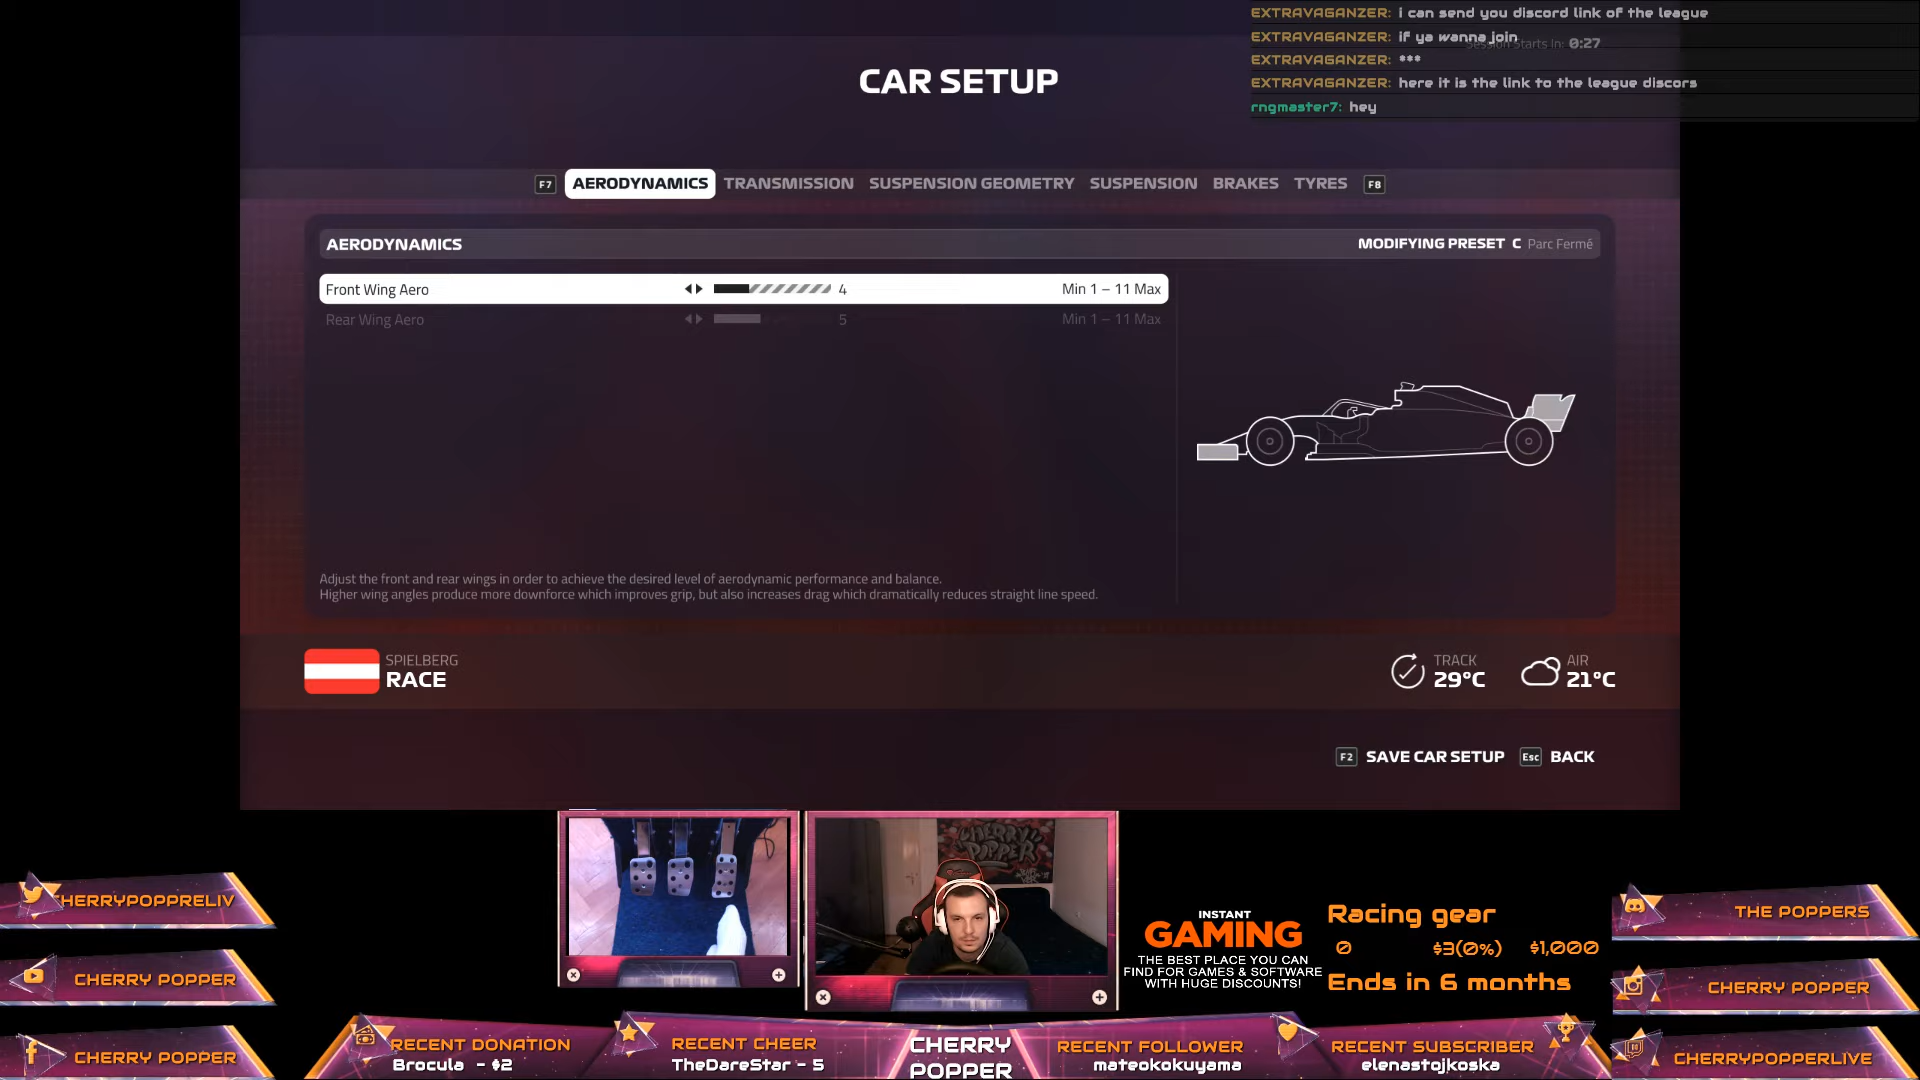 EXTRAVAGANZER: i can send you discord link of the league
EXTRAVAGANZER: if ya wanna join
Session Starts In: 0:27
EXTRAVAGANZER: ***
EXTRAVAGANZER: here it is the link to the league discors
rngmaster7: hey
CAR SETUP
F7 AERODYNAMICS TRANSMISSION SUSPENSION GEOMETRY SUSPENSION BRAKES TYRES F8
AERODYNAMICS
MODIFYING PRESET C Parc Fermé
Front Wing Aero 4 Min 1 – 11 Max
Rear Wing Aero 5 Min 1 – 11 Max
Adjust the front and rear wings in order to achieve the desired level of aerodynamic performance and balance.
Higher wing angles produce more downforce which improves grip, but also increases drag which dramatically reduces straight line speed.
SPIELBERG
RACE
TRACK
29°C
AIR
21°C
F2 SAVE CAR SETUP Esc BACK
CHERRY POPPER
HERRYPOPPRELIV
CHERRY POPPER
CHERRY POPPER
INSTANT
GAMING
THE BEST PLACE YOU CAN
FIND FOR GAMES & SOFTWARE
WITH HUGE DISCOUNTS!
Racing gear
0 $3(0%) $1,000
Ends in 6 months
THE POPPERS
CHERRY POPPER
CHERRYPOPPERLIVE
RECENT DONATION
Brocula - $2
RECENT CHEER
TheDareStar - 5
CHERRY
POPPER
RECENT FOLLOWER
mateokokuyama
RECENT SUBSCRIBER
elenastojkoska